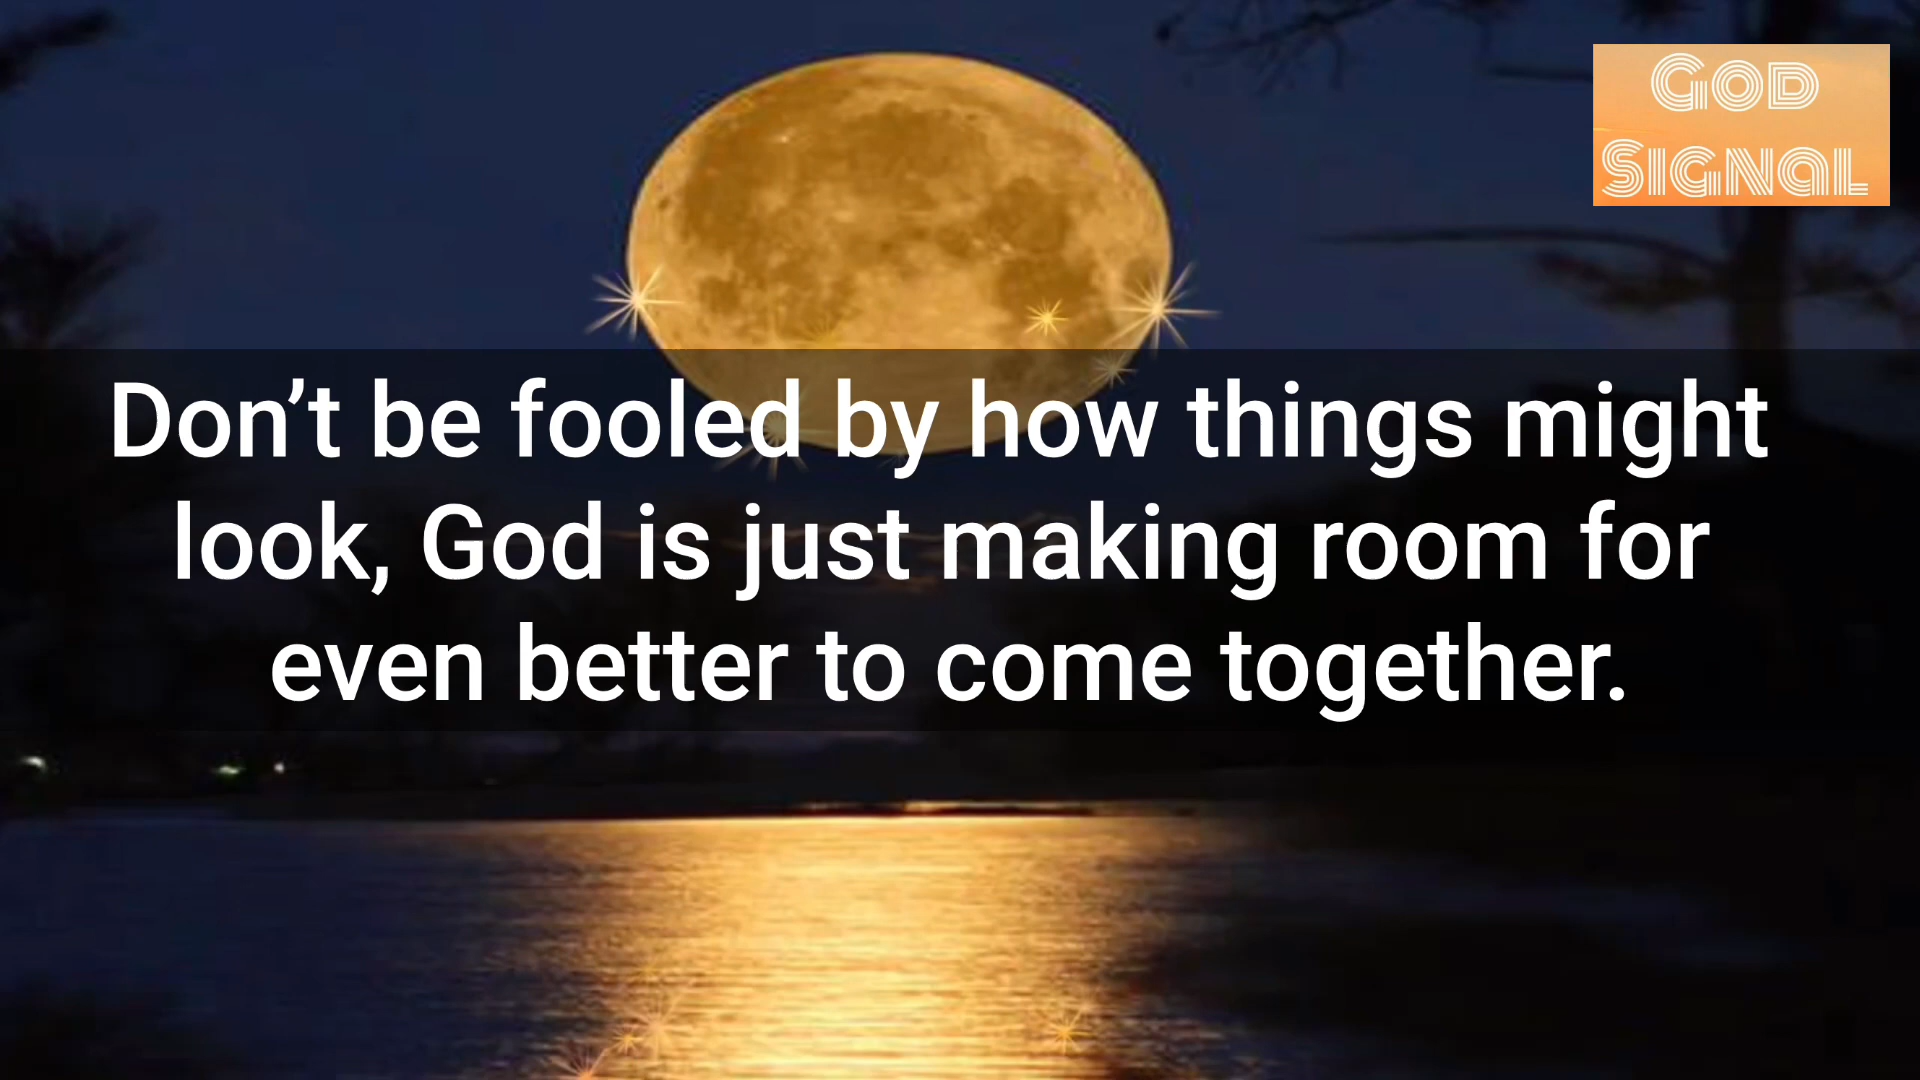 God
Signal
Don’t be fooled by how things might
look, God is just making room for
even better to come together.